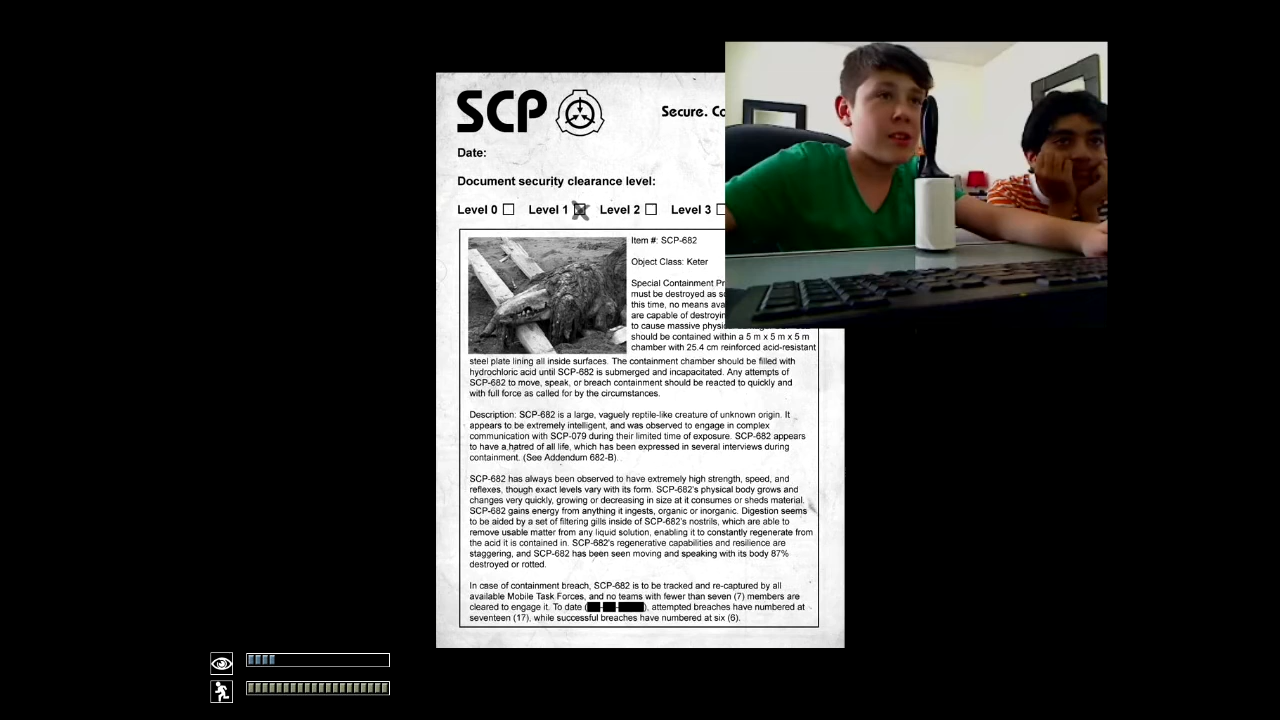 SCP
Secure. Co
Date:
Document security clearance level:
Level 0 Level 1 Level 2 Level 3
Item #: SCP-682
Object Class: Keter
Special Containment Pr
must be destroyed as s
this time, no means ava
are capable of destroyin
to cause massive physi
should be contained within a 5 m x 5 m x 5 m
chamber with 25.4 cm reinforced acid-resistant
steel plate lining all inside surfaces. The containment chamber should be filled with
hydrochloric acid until SCP-682 is submerged and incapacitated. Any attempts of
SCP-682 to move, speak, or breach containment should be reacted to quickly and
with full force as called for by the circumstances.
Description: SCP-682 is a large, vaguely reptile-like creature of unknown origin. It
appears to be extremely intelligent, and was observed to engage in complex
communication with SCP-079 during their limited time of exposure. SCP-682 appears
to have a hatred of all life, which has been expressed in several interviews during
containment. (See Addendum 682-B).
SCP-682 has always been observed to have extremely high strength, speed, and
reflexes, though exact levels vary with its form. SCP-682's physical body grows and
changes very quickly, growing or decreasing in size at it consumes or sheds material.
SCP-682 gains energy from anything it ingests, organic or inorganic. Digestion seems
to be aided by a set of filtering gills inside of SCP-682's nostrils, which are able to
remove usable matter from any liquid solution, enabling it to constantly regenerate from
the acid it is contained in. SCP-682's regenerative capabilities and resilience are
staggering, and SCP-682 has been seen moving and speaking with its body 87%
destroyed or rotted.
In case of containment breach, SCP-682 is to be tracked and re-captured by all
available Mobile Task Forces, and no teams with fewer than seven (7) members are
cleared to engage it. To date ( - - ), attempted breaches have numbered at
seventeen (17), while successful breaches have numbered at six (6).